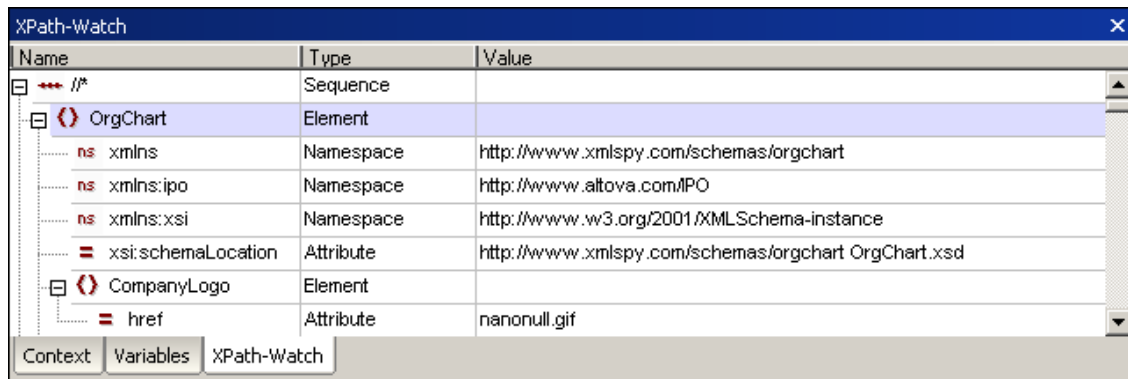 XPath-Watch
Name Type Value
//* Sequence
OrgChart Element
ns xmlns Namespace http://www.xmlspy.com/schemas/orgchart
ns xmlns:ipo Namespace http://www.altova.com/IPO
ns xmlns:xsi Namespace http://www.w3.org/2001/XMLSchema-instance
= xsi:schemaLocation Attribute http://www.xmlspy.com/schemas/orgchart OrgChart.xsd
CompanyLogo Element
= href Attribute nanonull.gif
Context Variables XPath-Watch